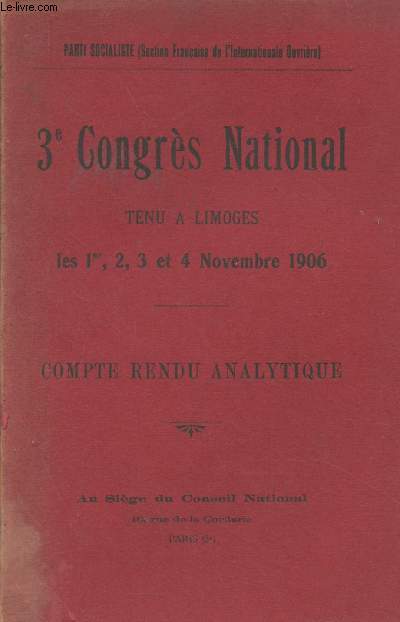 www.le-livre.com
PARTI SOCIALISTE (Section Française de l'Internationale Ouvrière)
3e Congrès National
TENU A LIMOGES
les 1er, 2, 3 et 4 Novembre 1906
COMPTE RENDU ANALYTIQUE
Au Siège du Conseil National
16, rue de la Corderie
PARIS